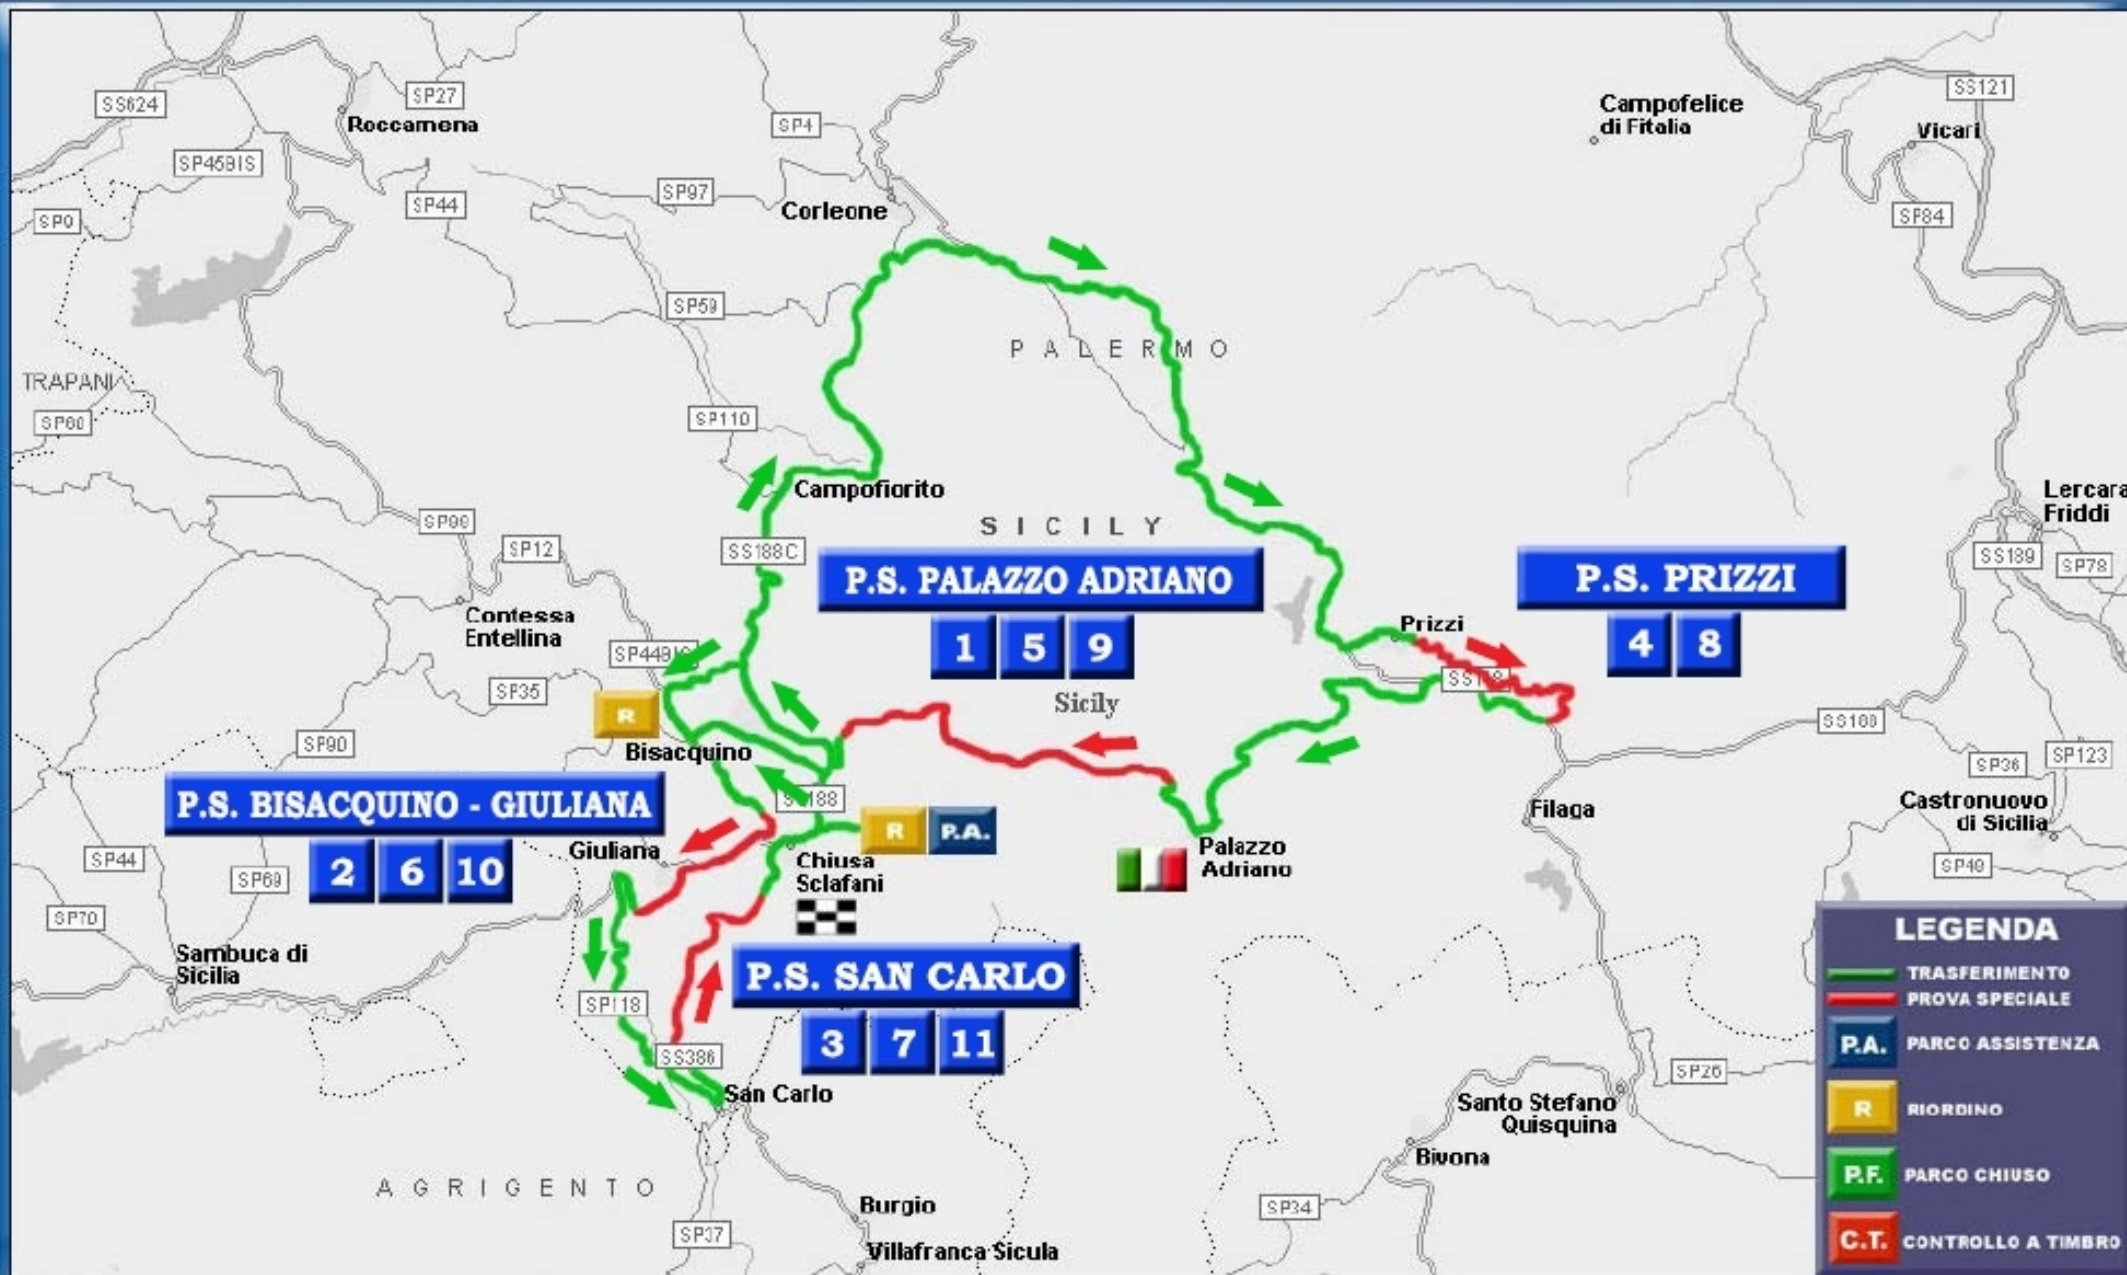 SS624
SP27
Roccamena
SP4
Campofelice
di Fitalia
SS121
Vicari
SP45BIS
SP97
SP44
Corleone
SP84
SP0
SP59
PALERMO
TRAPANI
SP60
SP110
Campofiorito
Lercara
Friddi
SP12
SS188C
SICILY
SS189
SP78
P.S. PALAZZO ADRIANO
1 5 9
P.S. PRIZZI
4 8
Contessa
Entellina
Prizzi
SP35
Sicily
R
Bisacquino
SP90
SS188
SP36
SP123
P.S. BISACQUINO - GIULIANA
2 6 10
R
P.A.
Filaga
Castronuovo
di Sicilia
Giuliana
Chiusa
Sclafani
Palazzo
Adriano
SP44
SP69
SP70
Sambuca di
Sicilia
P.S. SAN CARLO
3 7 11
SP118
SS386
San Carlo
SP26
Santo Stefano
Quisquina
Bivona
AGRIGENTO
Burgio
SP34
SP37
Villafranca Sicula
LEGENDA
TRASFERIMENTO
PROVA SPECIALE
P.A. PARCO ASSISTENZA
R RIORDINO
P.F. PARCO CHIUSO
C.T. CONTROLLO A TIMBRO